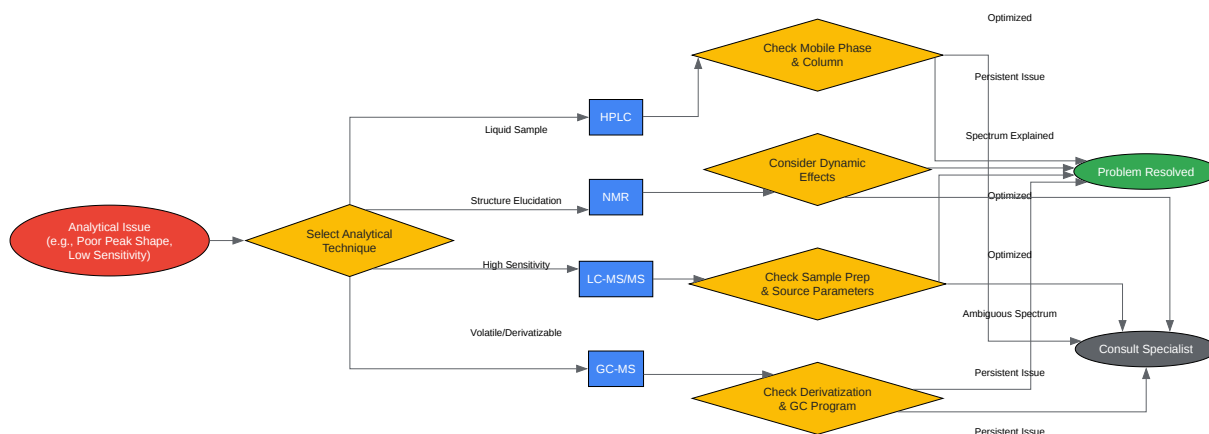 Optimized
Check Mobile Phase
& Column
Persistent Issue
HPLC
Liquid Sample
Spectrum Explained
Consider Dynamic
Effects
Problem Resolved
NMR
Structure Elucidation
Optimized
Analytical Issue
(e.g., Poor Peak Shape,
Low Sensitivity)
Select Analytical
Technique
Optimized
High Sensitivity
LC-MS/MS
Check Sample Prep
& Source Parameters
Ambiguous Spectrum
Volatile/Derivatizable
Consult Specialist
GC-MS
Persistent Issue
Check Derivatization
& GC Program
Persistent Issue